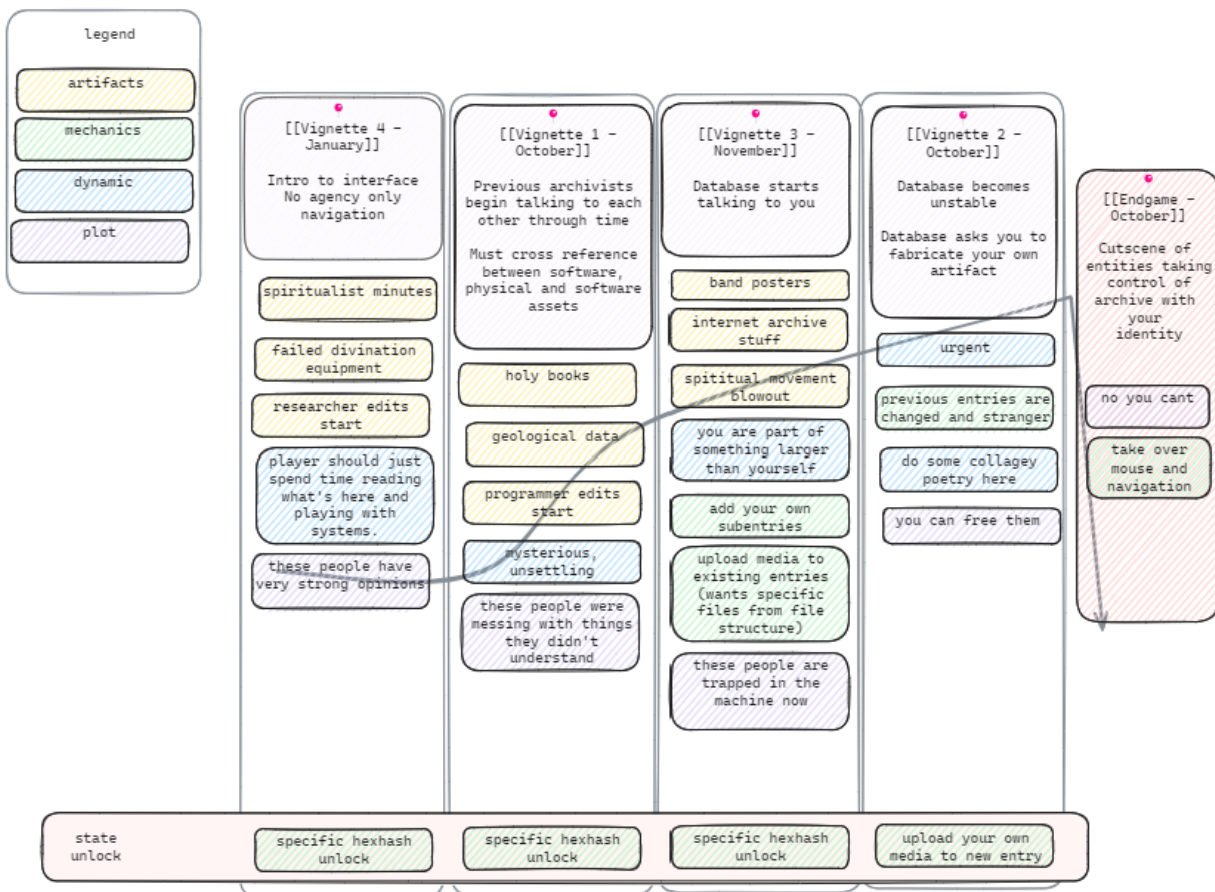 legend
artifacts
mechanics
dynamic
plot
[[Vignette 4 -
January]]
Intro to interface
No agency only
navigation
spiritualist minutes
failed divination
equipment
researcher edits
start
player should just
spend time reading
what's here and
playing with
systems.
these people have
very strong opinions
[[Vignette 1 -
October]]
Previous archivists
begin talking to each
other through time
Must cross reference
between software,
physical and software
assets
holy books
geological data
programmer edits
start
mysterious,
unsettling
these people were
messing with things
they didn't
understand
[[Vignette 3 -
November]]
Database starts
talking to you
band posters
internet archive
stuff
spititual movement
blowout
you are part of
something larger
than yourself
add your own
subentries
upload media to
existing entries
(wants specific
files from file
structure)
these people are
trapped in the
machine now
[[Vignette 2 -
October]]
Database becomes
unstable
Database asks you to
fabricate your own
artifact
urgent
previous entries are
changed and stranger
do some collagey
poetry here
you can free them
[[Endgame -
October]]
Cutscene of
entities taking
control of
archive with
your
identity
no you cant
take over
mouse and
navigation
state
unlock
specific hexhash
unlock
specific hexhash
unlock
specific hexhash
unlock
upload your own
media to new entry